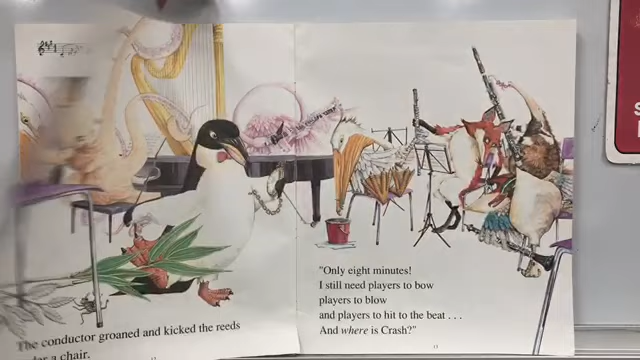 The conductor groaned and kicked the reeds
a chair.
"Only eight minutes!
I still need players to bow
players to blow
and players to hit to the beat . . .
And where is Crash?"